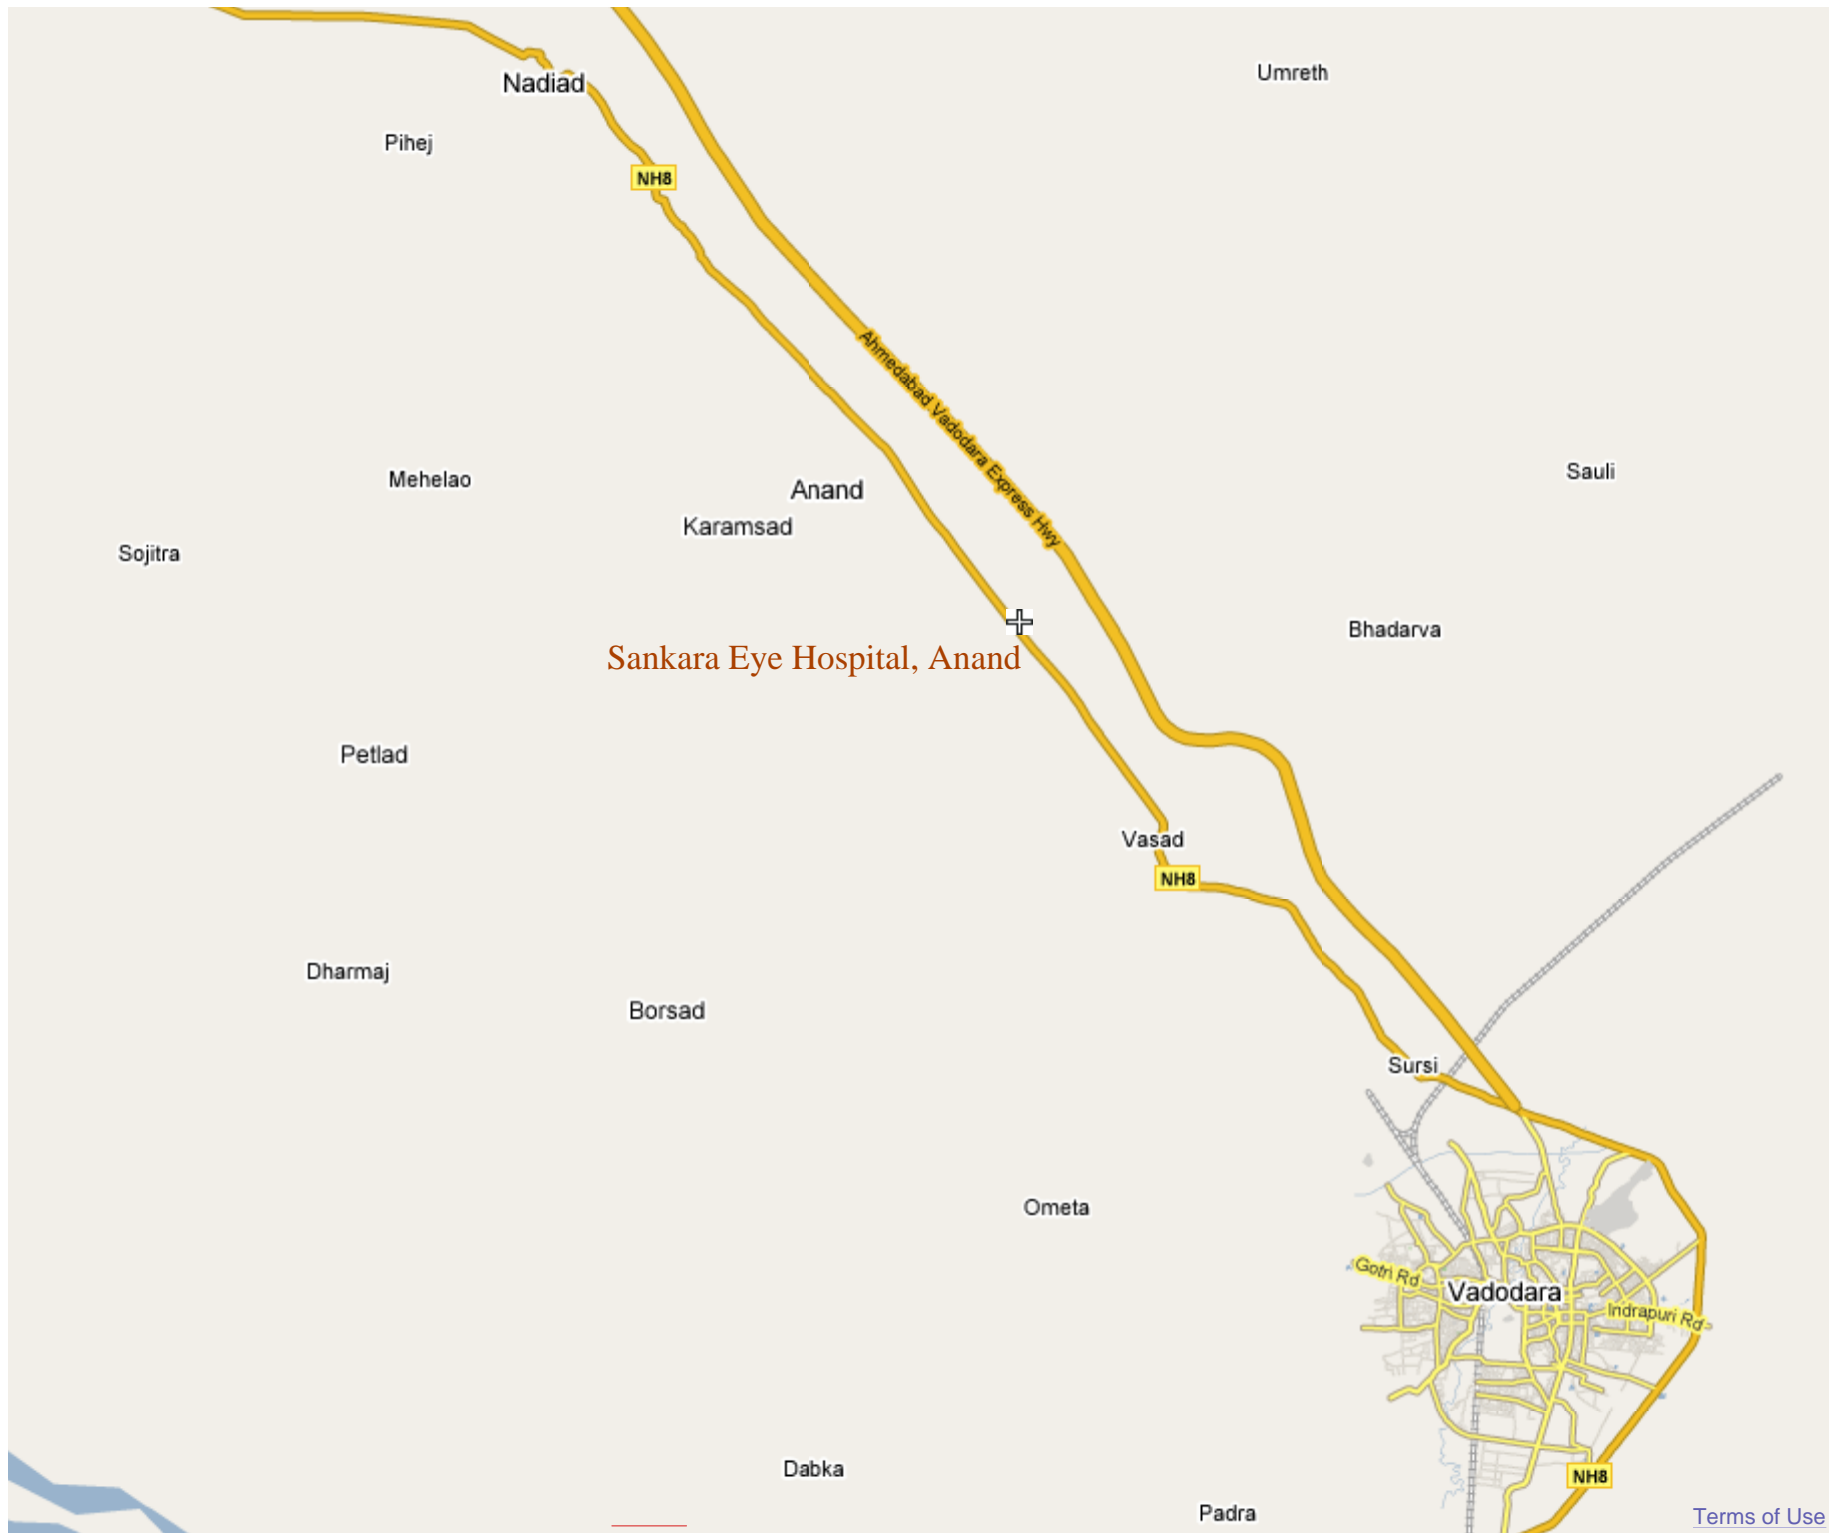 Umreth
Nadiad
Pihej
NH8
Ahmedabad Vadodara Express Hwy
Sauli
Mehelao
Anand
Karamsad
Sojitra
Bhadarva
Sankara Eye Hospital, Anand
Petlad
Vasad
NH8
Dharmaj
Borsad
Sursi
Ometa
Gotri Rd
Vadodara
Indrapuri Rd
Dabka
NH8
Padra
Terms of Use